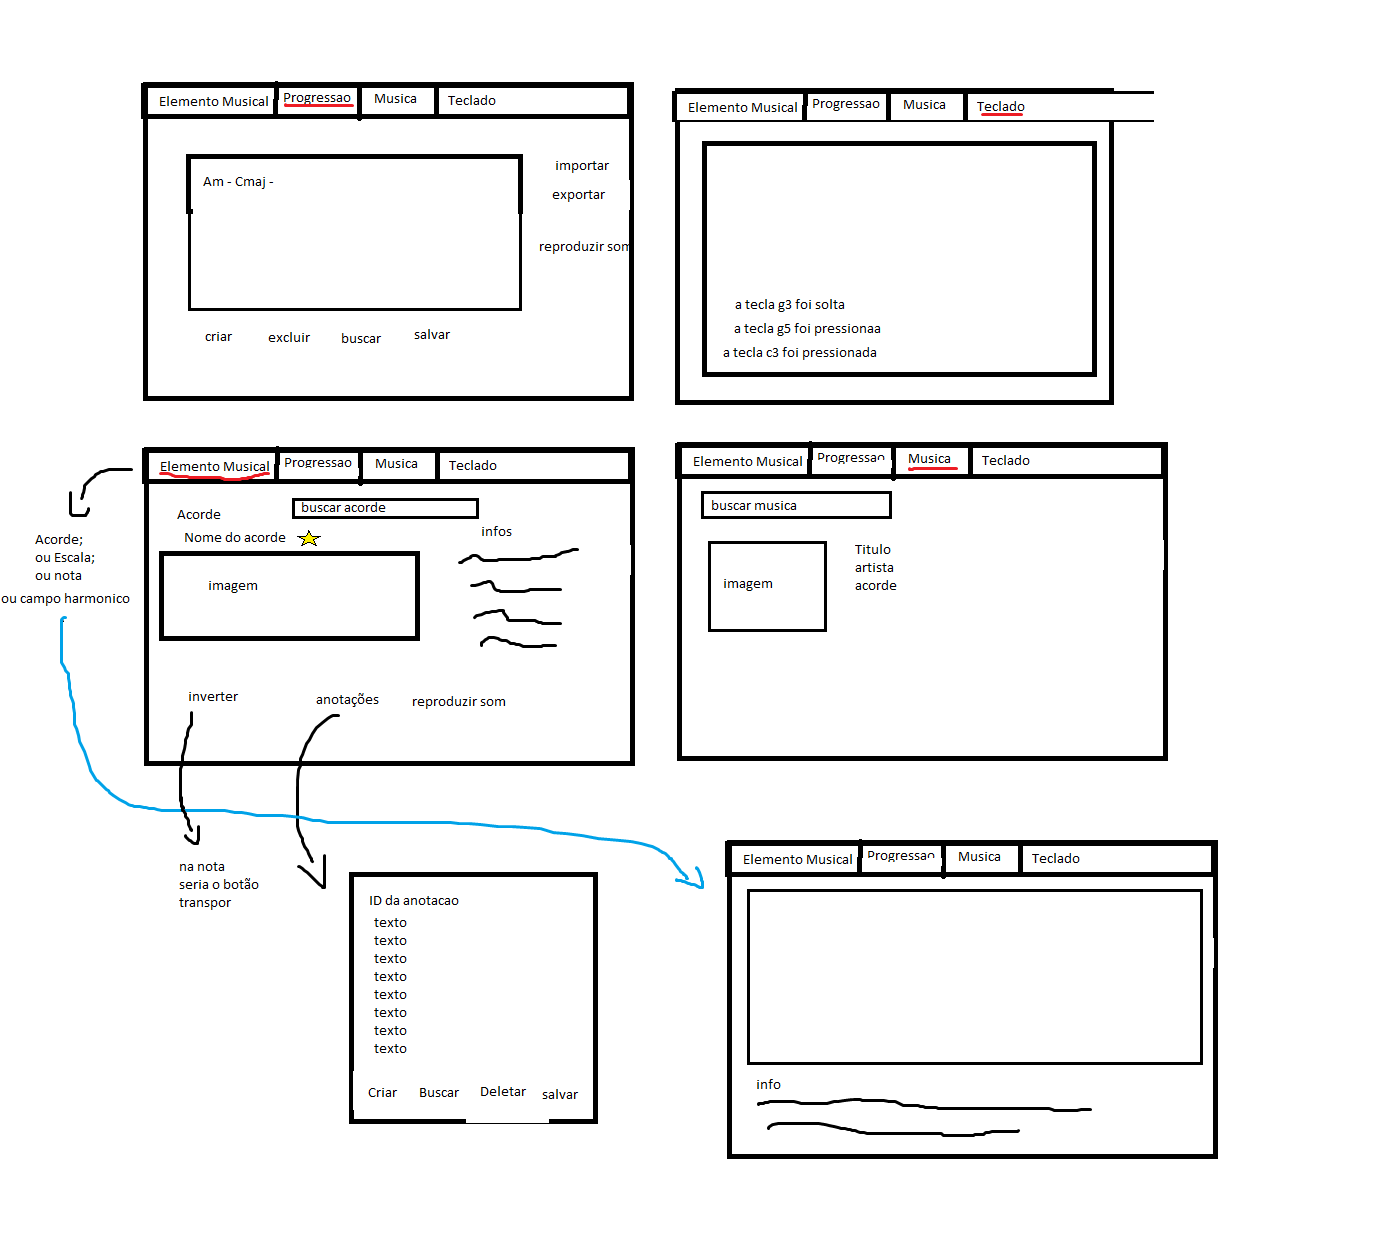 Elemento Musical
Progressao
Musica
Teclado
Am - Cmaj -
importar
exportar
reproduzir som
criar
excluir
buscar
salvar
Elemento Musical
Progressao
Musica
Teclado
a tecla g3 foi solta
a tecla g5 foi pressionaa
a tecla c3 foi pressionada
Acorde;
ou Escala;
ou nota
ou campo harmonico
Elemento Musical
Progressao
Musica
Teclado
Acorde
buscar acorde
Nome do acorde
infos
imagem
inverter
anotações
reproduzir som
na nota
seria o botão
transpor
Elemento Musical
Progressao
Musica
Teclado
buscar musica
imagem
Titulo
artista
acorde
ID da anotacao
texto
texto
texto
texto
texto
texto
texto
texto
Criar
Buscar
Deletar
salvar
Elemento Musical
Progressao
Musica
Teclado
info